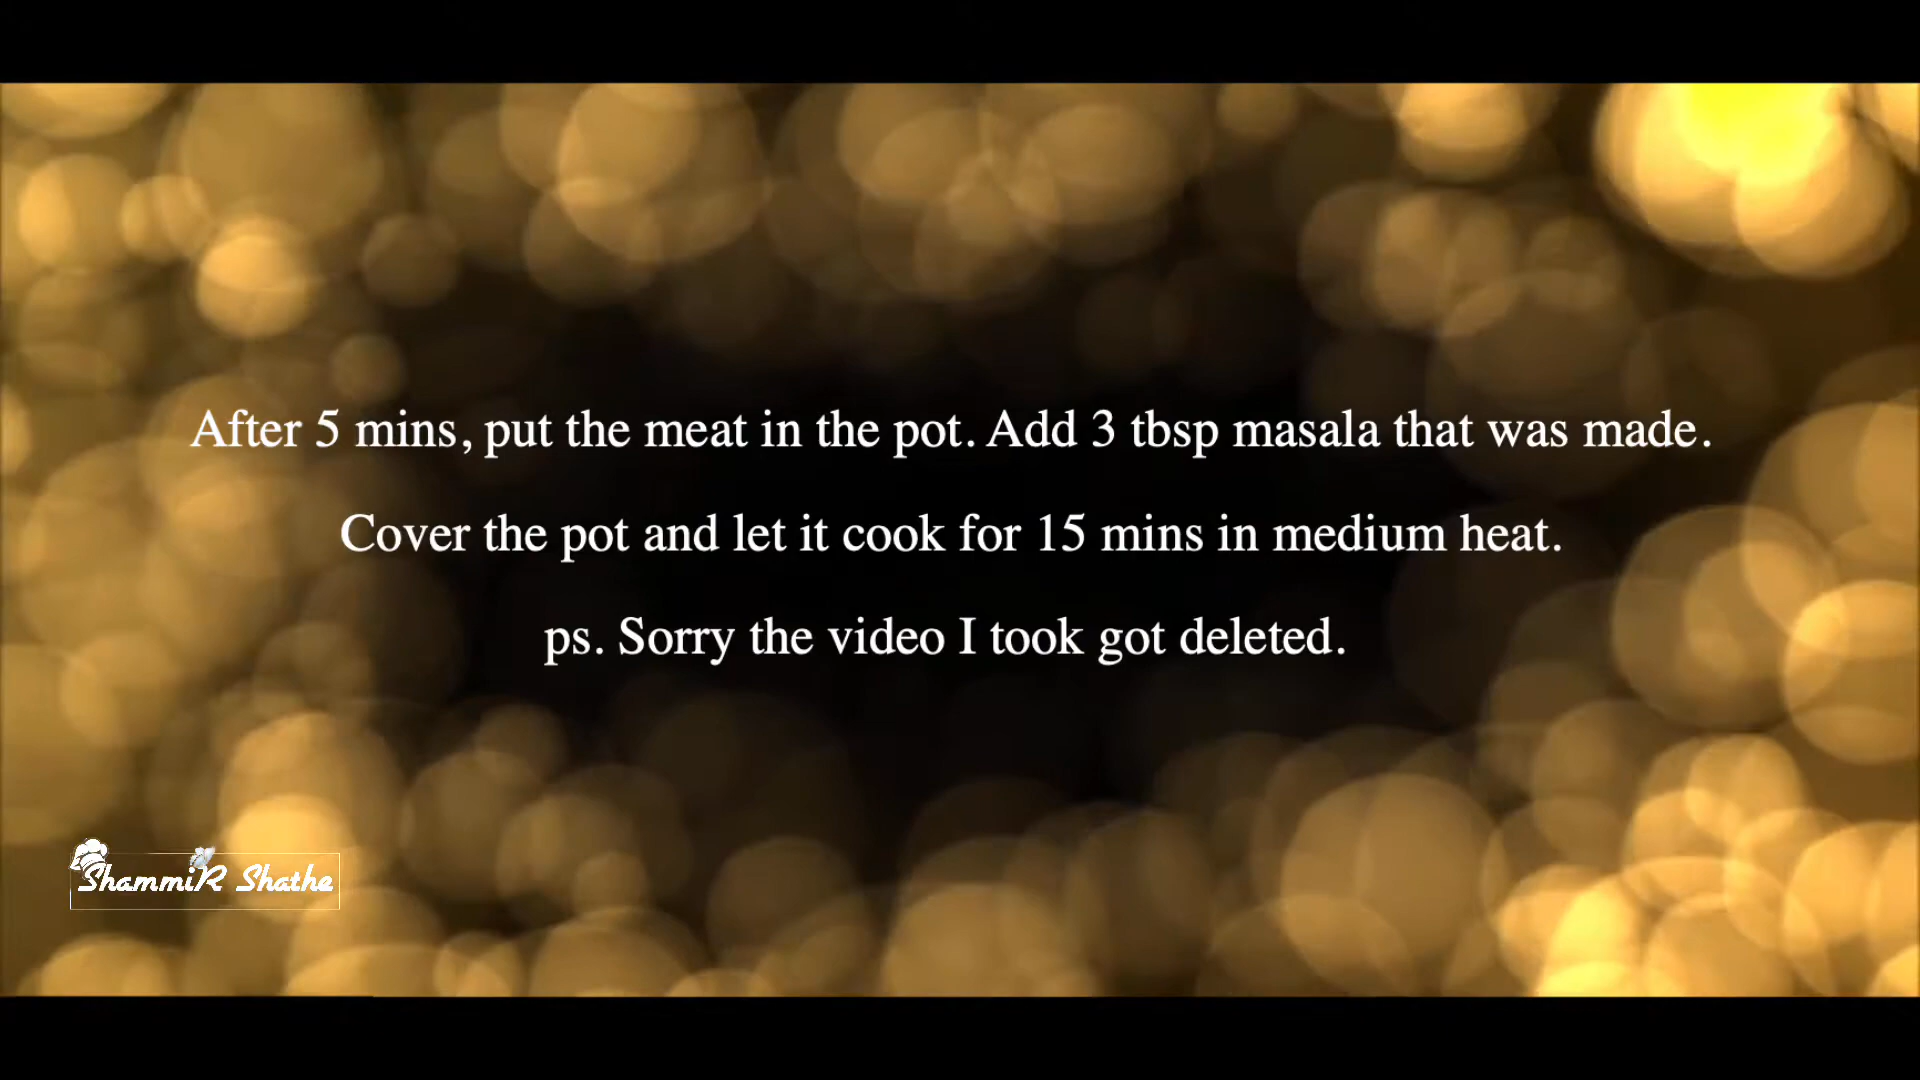 After 5 mins, put the meat in the pot. Add 3 tbsp masala that was made.
Cover the pot and let it cook for 15 mins in medium heat.
ps. Sorry the video I took got deleted.
ShammiR Shathe